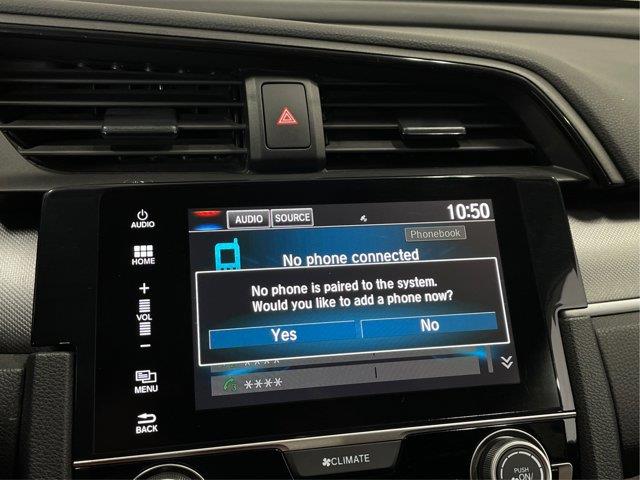 AUDIO
HOME
+
VOL
−
MENU
BACK
AUDIO SOURCE 10:50
Phonebook
No phone connected
No phone is paired to the system.
Would you like to add a phone now?
Yes No
****
3 ****
CLIMATE
PUSH
ON/